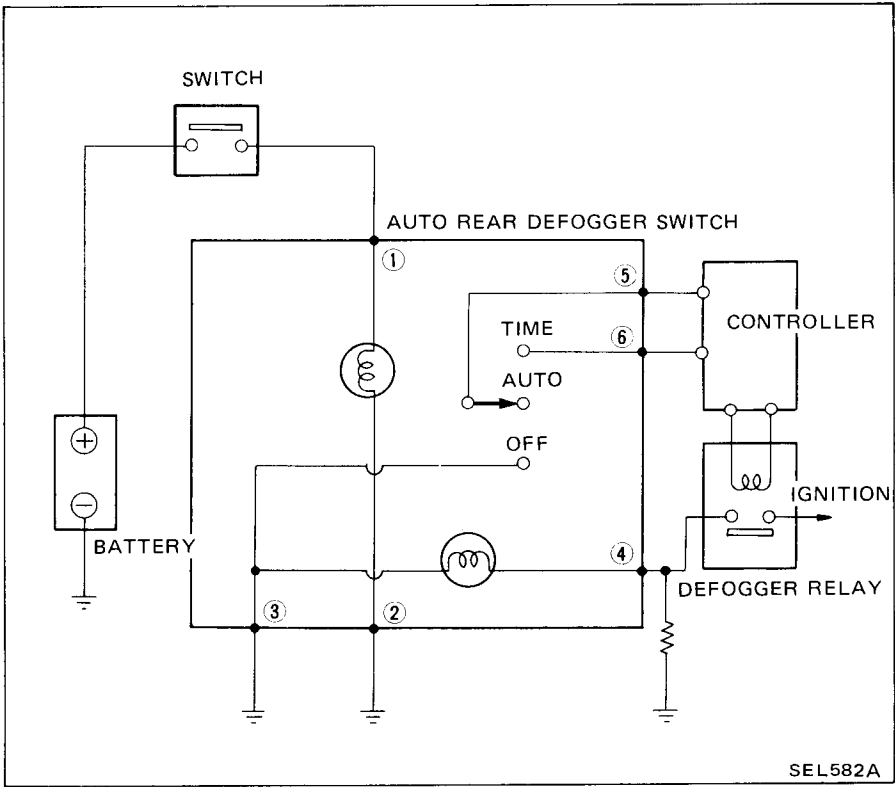 SWITCH
AUTO REAR DEFOGGER SWITCH
①
⑤
CONTROLLER
TIME
⑥
AUTO
OFF
+
−
IGNITION
BATTERY
④
DEFOGGER RELAY
③
②
SEL582A